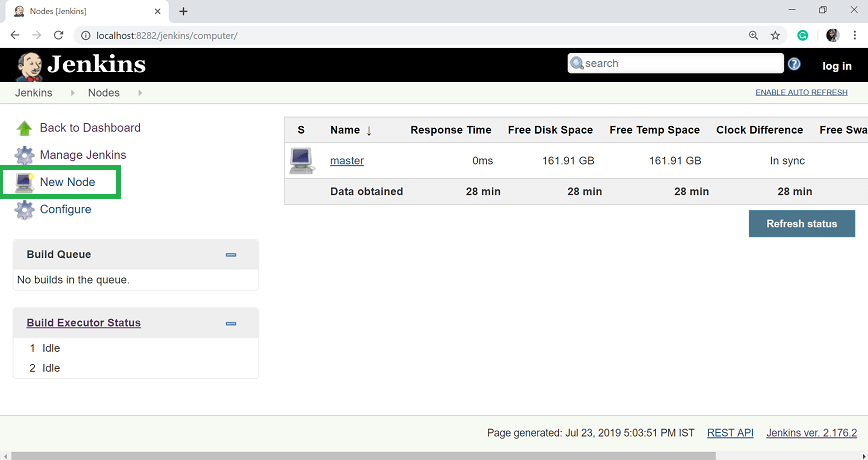 Nodes [Jenkins]
localhost:8282/jenkins/computer/
Jenkins
search
log in
Jenkins Nodes
ENABLE AUTO REFRESH
Back to Dashboard
Manage Jenkins
New Node
Configure
S Name ↓ Response Time Free Disk Space Free Temp Space Clock Difference Free Swa
master 0ms 161.91 GB 161.91 GB In sync
Data obtained 28 min 28 min 28 min 28 min
Refresh status
Build Queue
No builds in the queue.
Build Executor Status
1 Idle
2 Idle
Page generated: Jul 23, 2019 5:03:51 PM IST REST API Jenkins ver. 2.176.2